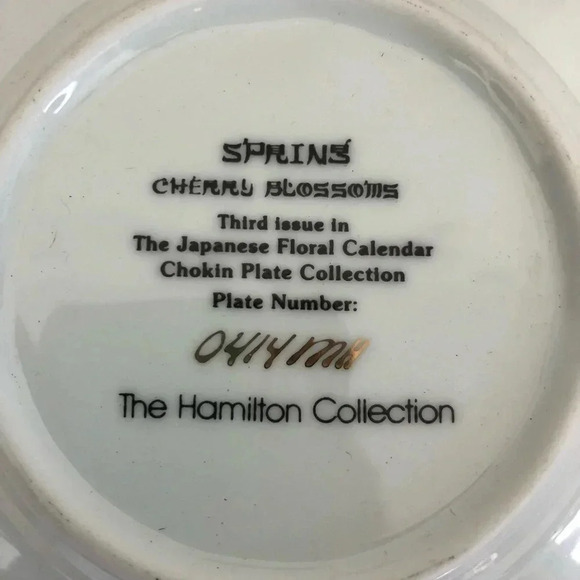 SPRING
CHERRY BLOSSOMS
Third issue in
The Japanese Floral Calendar
Chokin Plate Collection
Plate Number:
0414MA
The Hamilton Collection